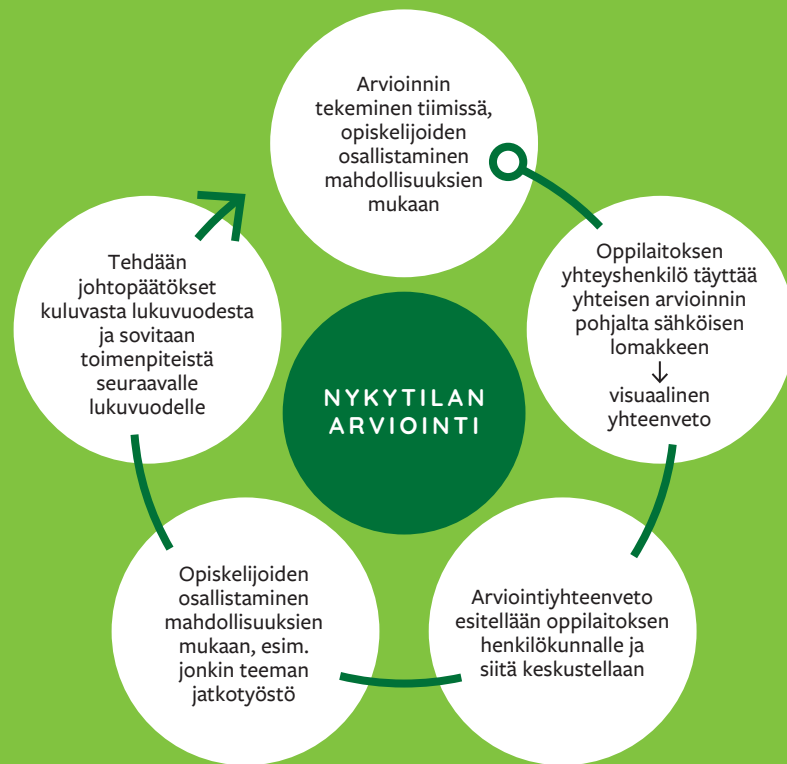 Arvioinnin
tekeminen tiimissä,
opiskelijoiden
osallistaminen
mahdollisuuksien
mukaan
Oppilaitoksen
yhteyshenkilö täyttää
yhteisen arvioinnin
pohjalta sähköisen
lomakkeen
↓
visuaalinen
yhteenveto
Arviointiyhteenveto
esitellään oppilaitoksen
henkilökunnalle ja
siitä keskustellaan
Opiskelijoiden
osallistaminen
mahdollisuuksien
mukaan, esim.
jonkin teeman
jatkotyöstö
Tehdään
johtopäätökset
kuluvasta lukuvuodesta
ja sovitaan
toimenpiteistä
seuraavalle
lukuvuodelle
NYKYTILAN
ARVIOINTI